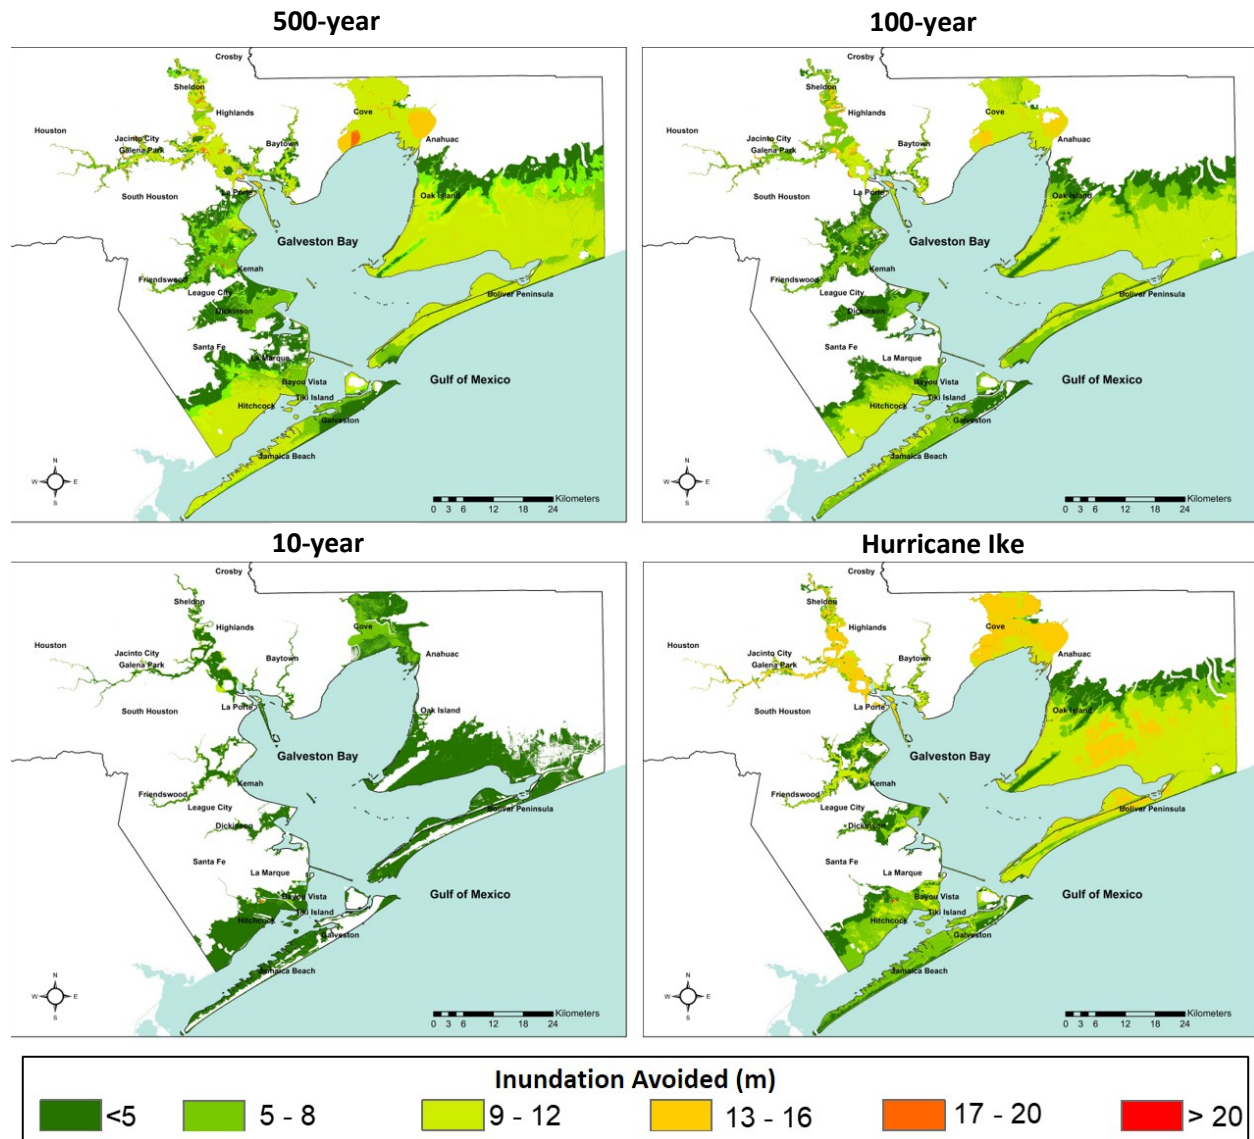 500-year
100-year
Crosby
Sheldon
Highlands
Cove
Houston
Jacinto City
Galena Park
Baytown
Anahuac
South Houston
La Porte
Oak Island
Galveston Bay
Kemah
Friendswood
League City
Dickinson
Bolivar Peninsula
Santa Fe
La Marque
Bayou Vista
Gulf of Mexico
Hitchcock
Tiki Island
Galveston
Jamaica Beach
N
W E
S
Kilometers
0 3 6 12 18 24
Crosby
Sheldon
Highlands
Cove
Houston
Jacinto City
Galena Park
Baytown
Anahuac
South Houston
La Porte
Oak Island
Galveston Bay
Kemah
Friendswood
League City
Dickinson
Bolivar Peninsula
Santa Fe
La Marque
Bayou Vista
Gulf of Mexico
Hitchcock
Tiki Island
Galveston
Jamaica Beach
N
W E
S
Kilometers
0 3 6 12 18 24
10-year
Hurricane Ike
Crosby
Sheldon
Highlands
Cove
Houston
Jacinto City
Galena Park
Baytown
Anahuac
South Houston
La Porte
Oak Island
Galveston Bay
Kemah
Friendswood
League City
Dickinson
Bolivar Peninsula
Santa Fe
La Marque
Bayou Vista
Gulf of Mexico
Hitchcock
Tiki Island
Galveston
Jamaica Beach
N
W E
S
Kilometers
0 3 6 12 18 24
Crosby
Sheldon
Highlands
Cove
Houston
Jacinto City
Galena Park
Baytown
Anahuac
South Houston
La Porte
Oak Island
Galveston Bay
Kemah
Friendswood
League City
Dickinson
Bolivar Peninsula
Santa Fe
La Marque
Bayou Vista
Gulf of Mexico
Hitchcock
Tiki Island
Galveston
Jamaica Beach
N
W E
S
Kilometers
0 3 6 12 18 24
Inundation Avoided (m)
<5 5 - 8 9 - 12 13 - 16 17 - 20 > 20